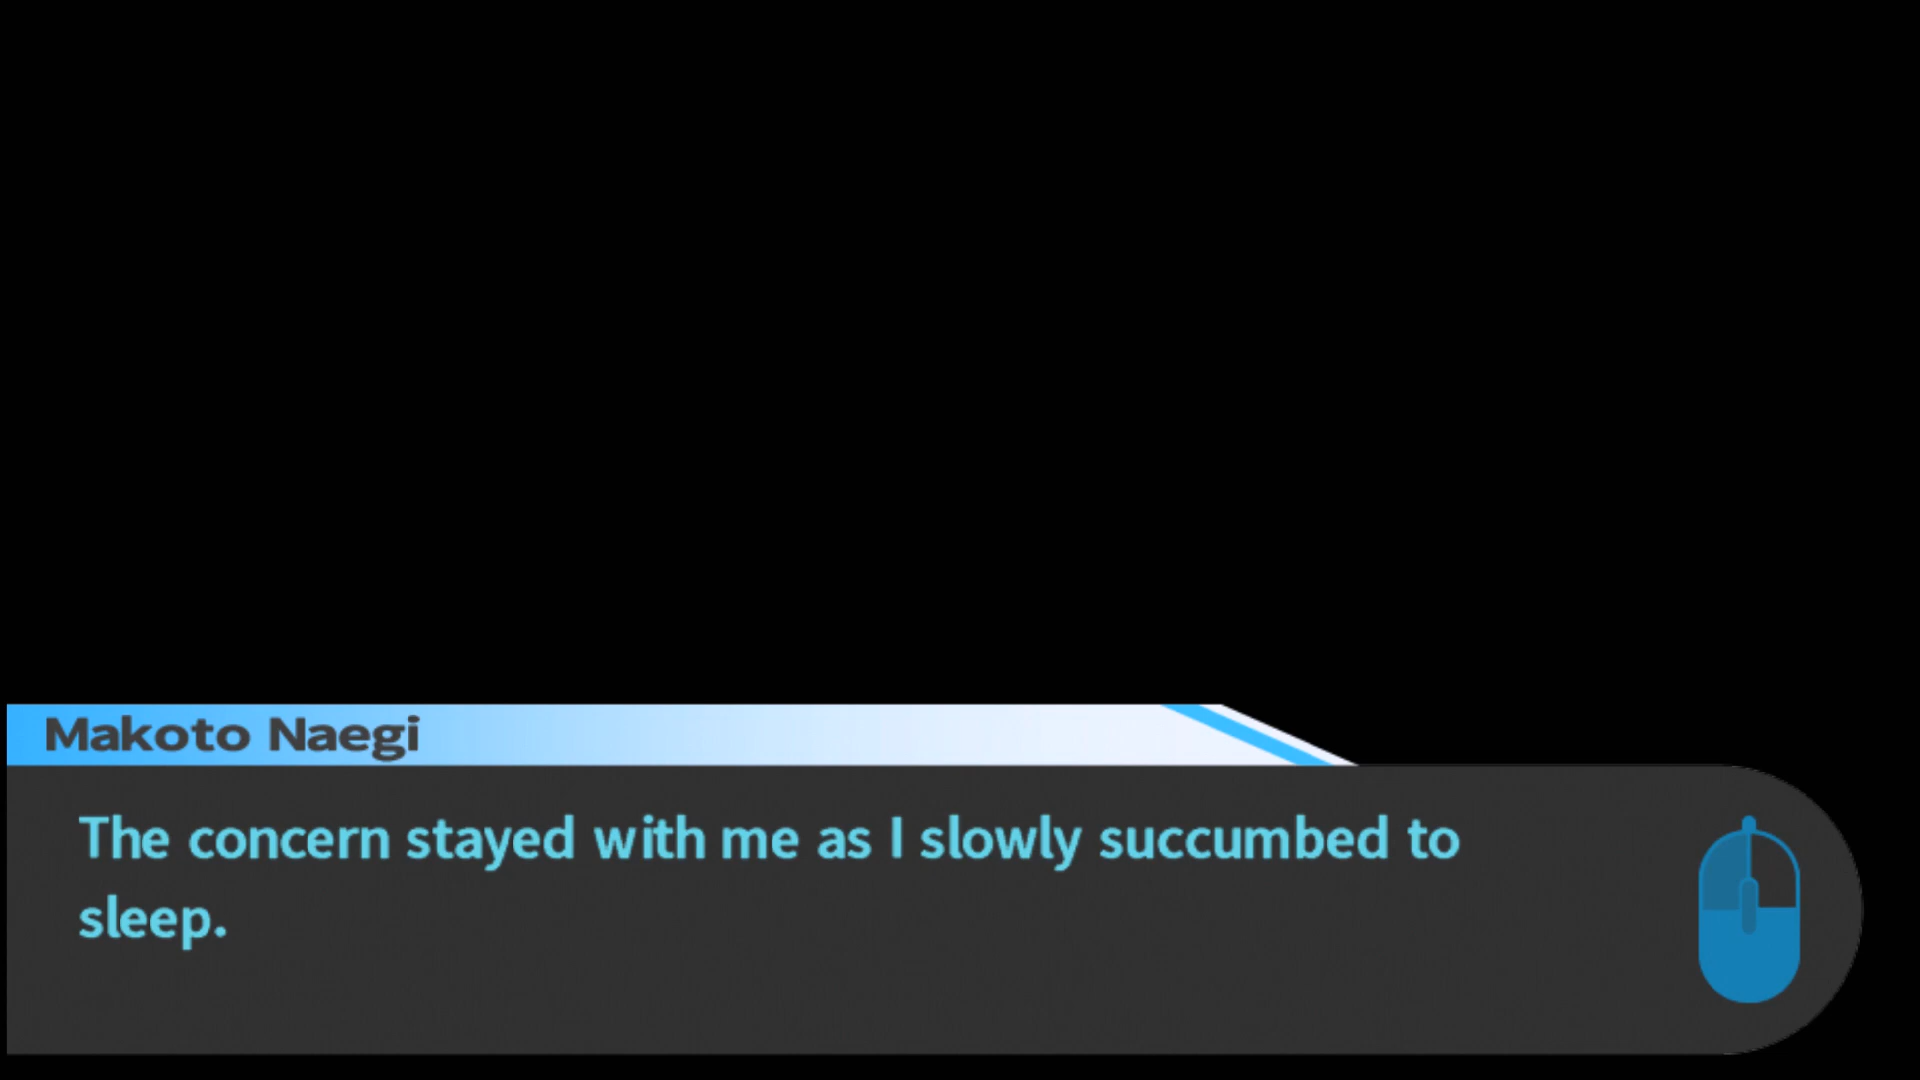 Makoto Naegi
The concern stayed with me as I slowly succumbed to
sleep.